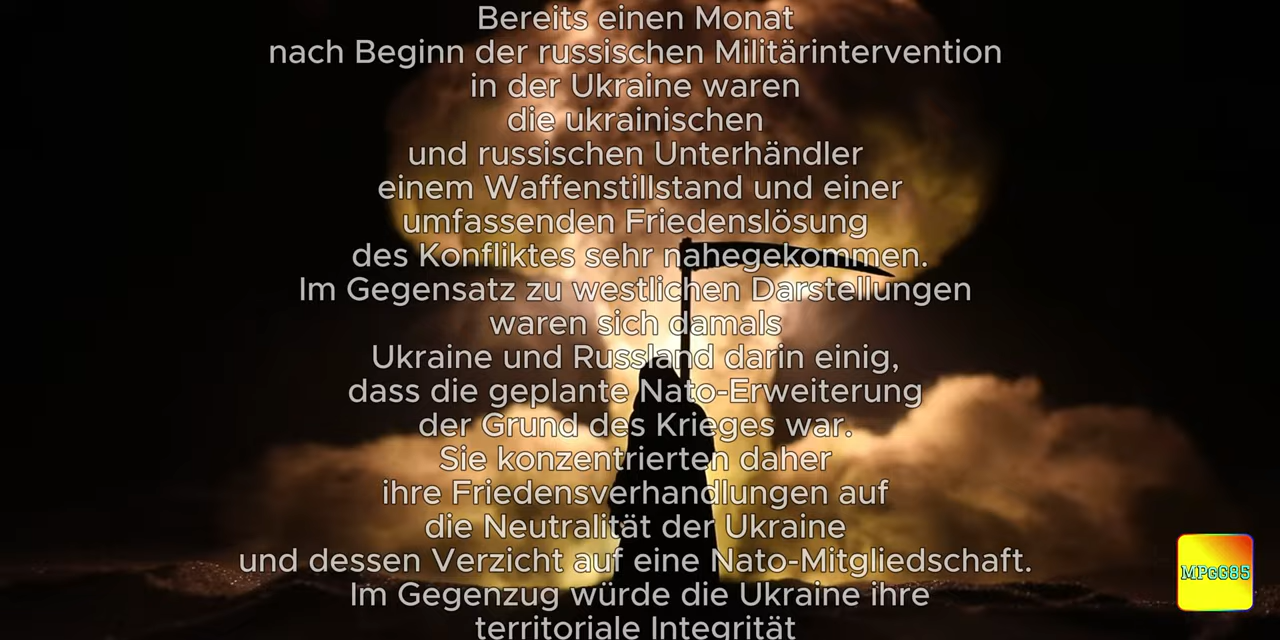 Bereits einen Monat
nach Beginn der russischen Militärintervention
in der Ukraine waren
die ukrainischen
und russischen Unterhändler
einem Waffenstillstand und einer
umfassenden Friedenslösung
des Konfliktes sehr nahegekommen.
Im Gegensatz zu westlichen Darstellungen
waren sich damals
Ukraine und Russland darin einig,
dass die geplante Nato-Erweiterung
der Grund des Krieges war.
Sie konzentrierten daher
ihre Friedensverhandlungen auf
die Neutralität der Ukraine
und dessen Verzicht auf eine Nato-Mitgliedschaft.
Im Gegenzug würde die Ukraine ihre
territoriale Integrität
MPGG85